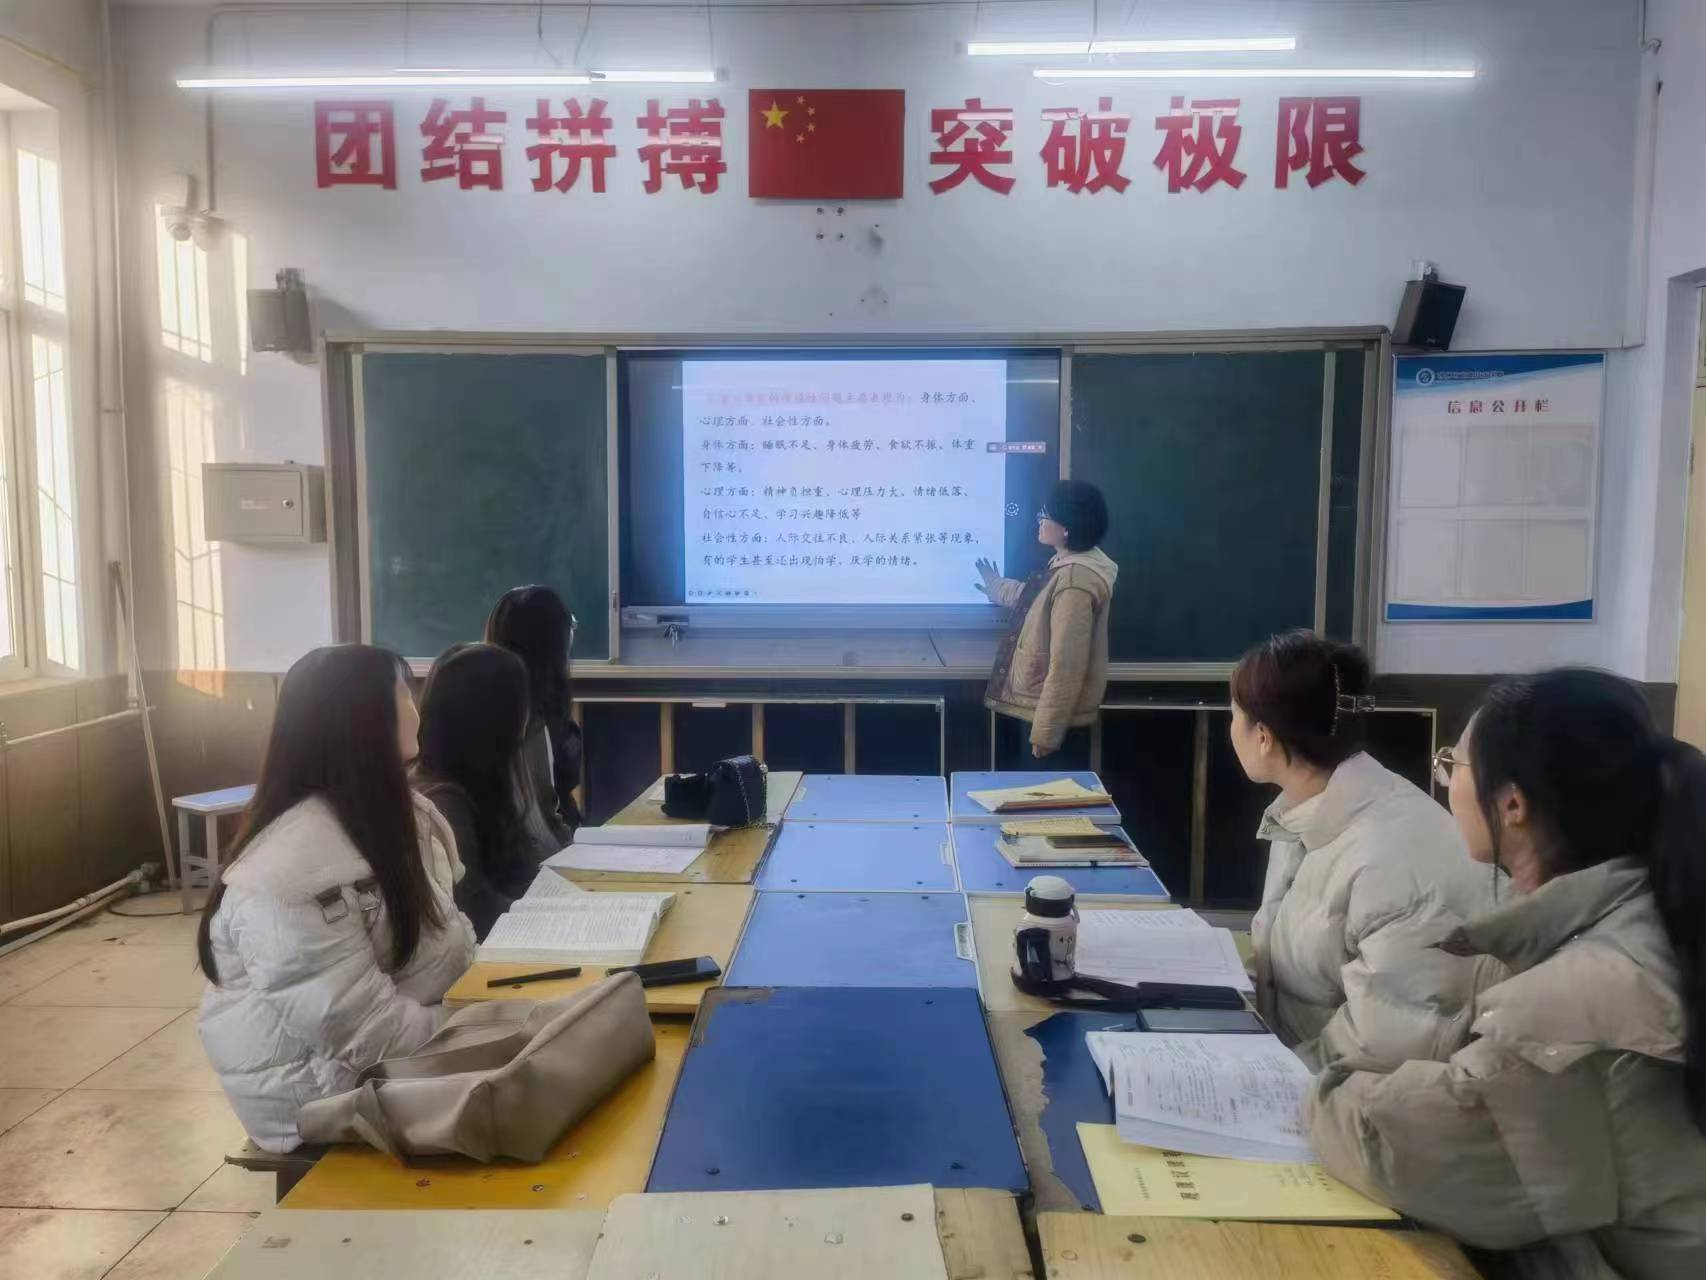 团结拼搏 突破极限
身体方面、
心理方面、社会性方面。
身体方面：睡眠不足、身体疲劳、食欲不振、体重
下降等。
心理方面：精神负担重、心理压力大、情绪低落、
自信心不足、学习兴趣降低等
社会性方面：人际交往不良、人际关系紧张等现象，
有的学生甚至还出现怕学、厌学的情绪。
信息公开栏